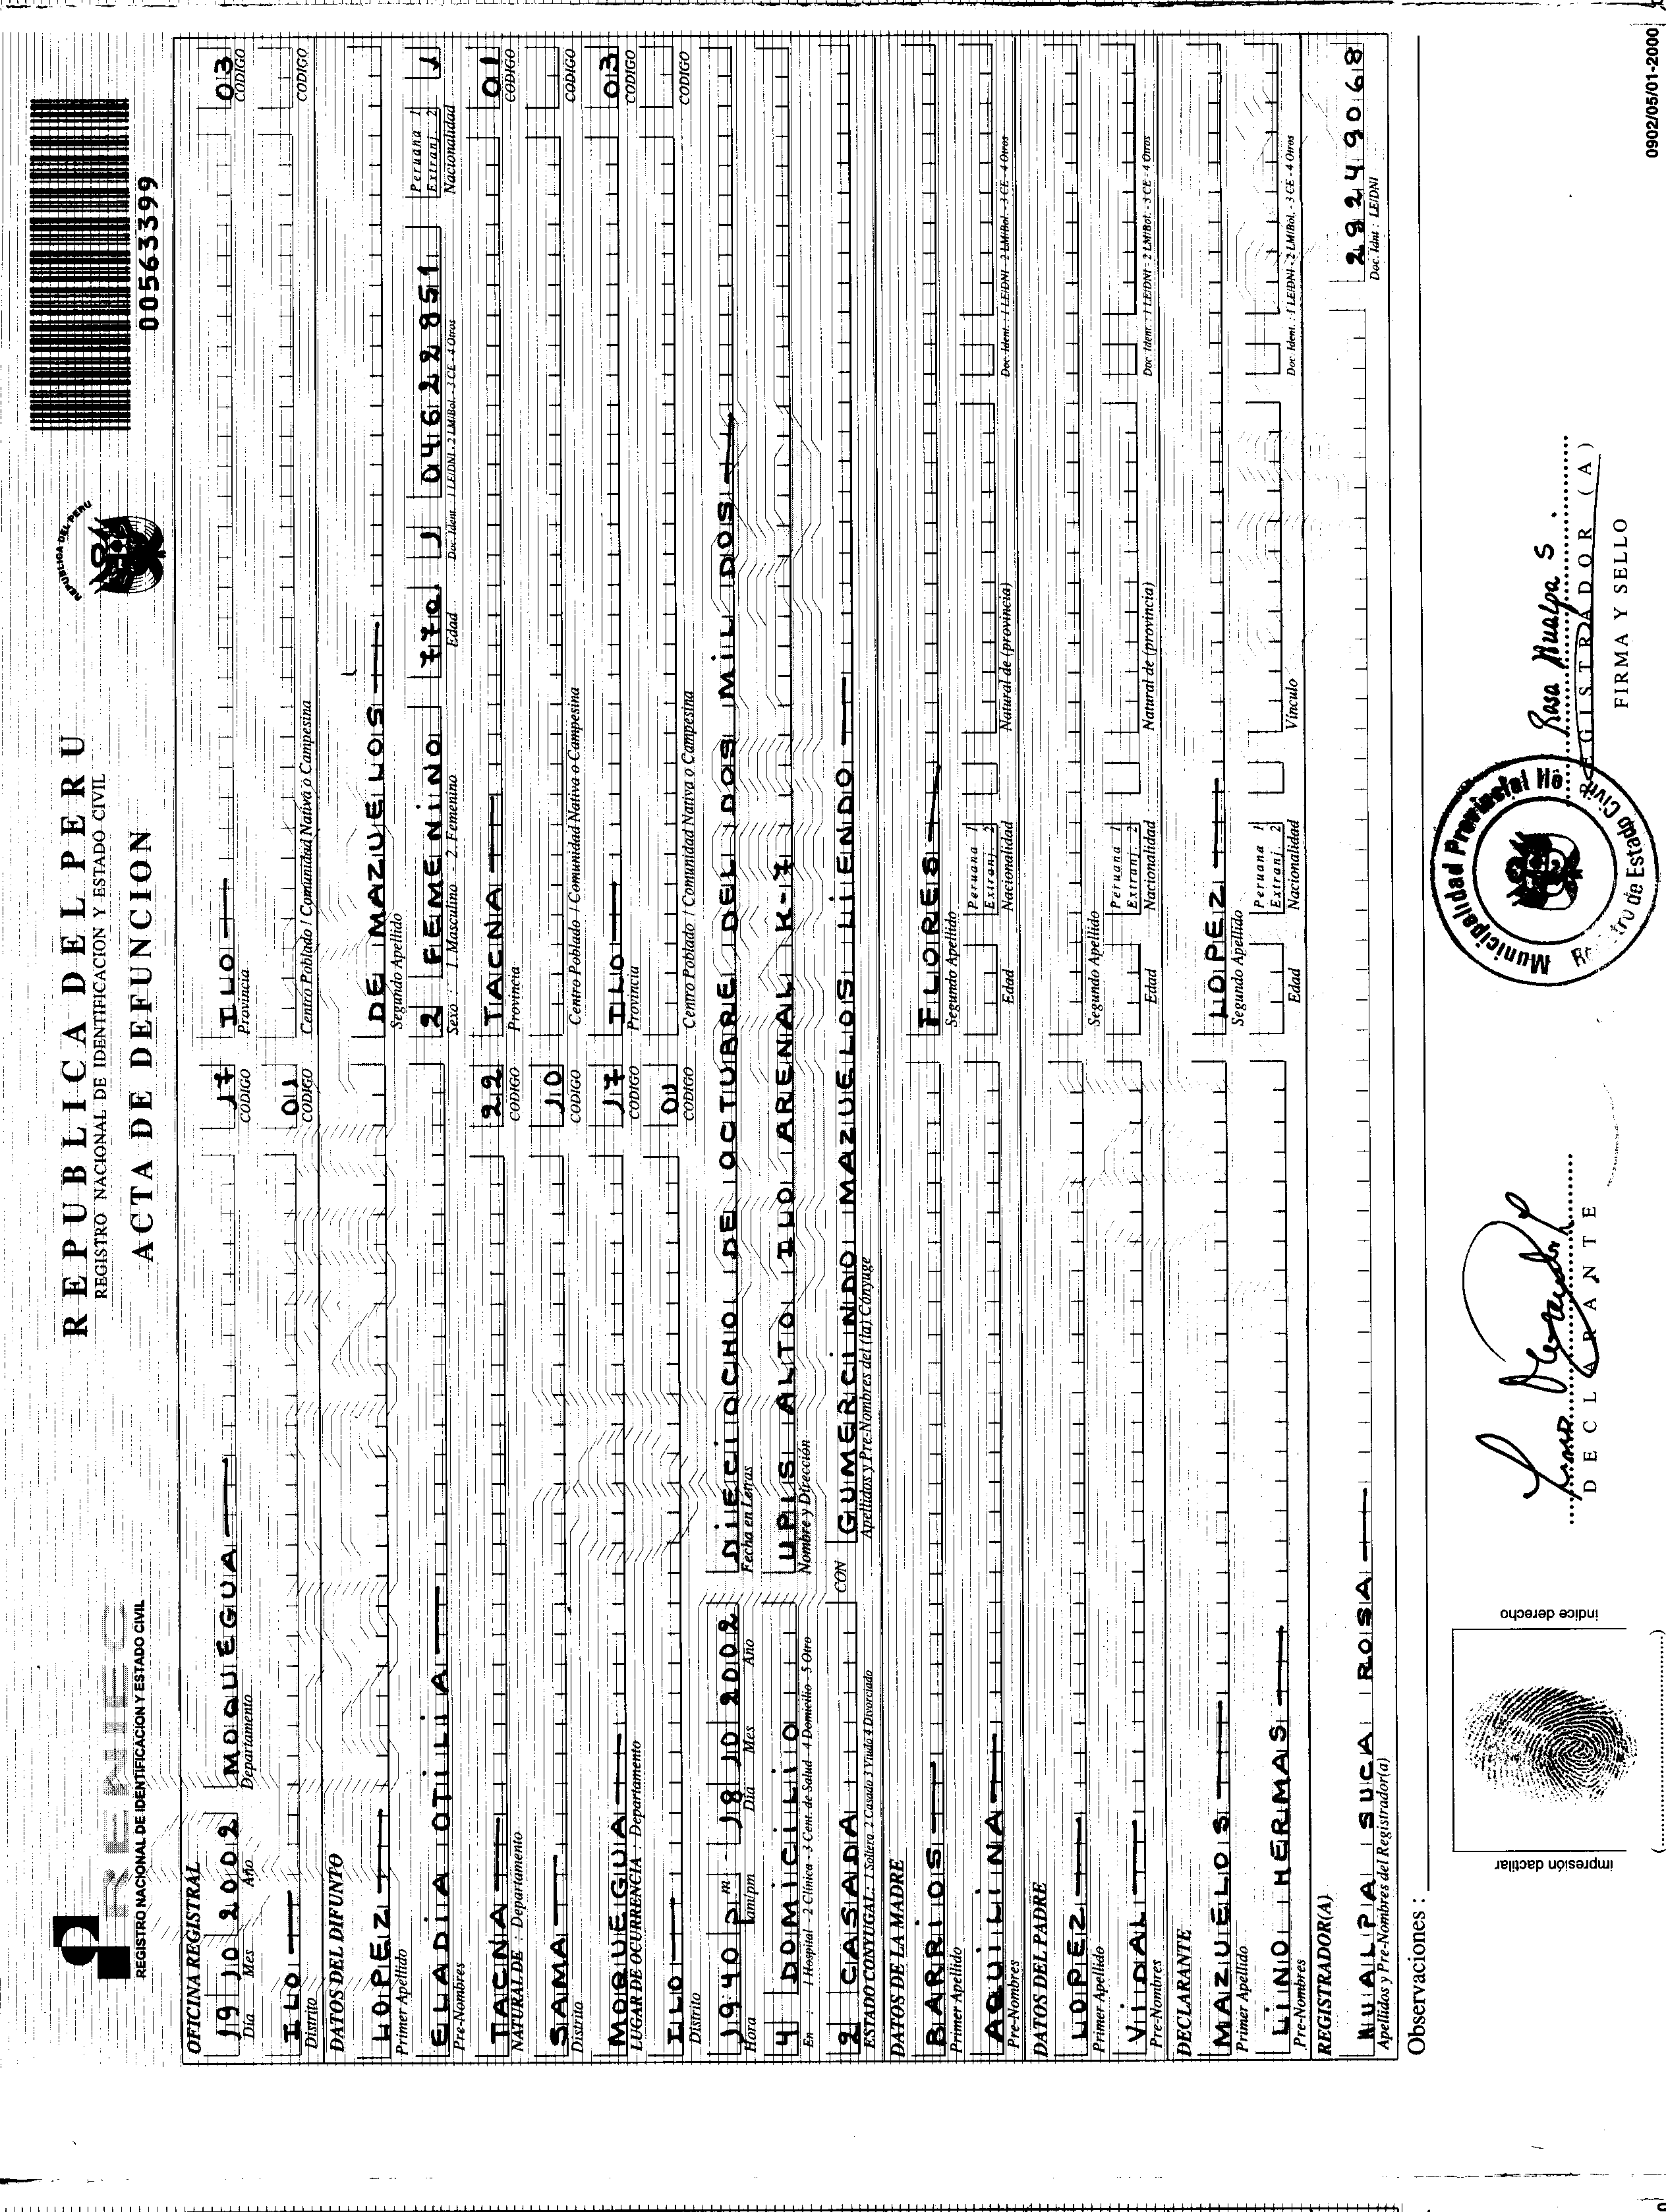 REPUBLICA DEL PERU
REGISTRO NACIONAL DE IDENTIFICACION Y ESTADO CIVIL
ACTA DE DEFUNCION
RENIEC
REGISTRO NACIONAL DE IDENTIFICACION Y ESTADO CIVIL
REPUBLICA DEL PERU
00563399
OFICINA REGISTRAL
19 10 2002 MOQUEGUA 17 ILO 03
Día Mes Año Departamento CODIGO Provincia CODIGO
ILO 01
Distrito CODIGO Centro Poblado / Comunidad Nativa o Campesina CODIGO
DATOS DEL DIFUNTO
LOPEZ DE MAZUELOS
Primer Apellido Segundo Apellido
ELADIA OTILIA 2 FEMENINO 77a 1 04622851 Peruana 1 Extranj. 2 1
Pre-Nombres Sexo : 1. Masculino - 2. Femenino Edad Doc. Ident. : 1 LE/DNI - 2 LM/Bol. - 3 CE - 4 Otros Nacionalidad
TACNA 22 TACNA 01
NATURAL DE : Departamento CODIGO Provincia CODIGO
SAMA 10
Distrito CODIGO Centro Poblado / Comunidad Nativa o Campesina CODIGO
MOQUEGUA 17 ILO 03
LUGAR DE OCURRENCIA : Departamento CODIGO Provincia CODIGO
ILO 01
Distrito CODIGO Centro Poblado / Comunidad Nativa o Campesina CODIGO
1940 p m 18 10 2002 DIECIOCHO DE OCTUBRE DEL DOS MIL DOS
Hora am/pm Día Mes Año Fecha en Letras
4 DOMICILIO UPIS ALTO ILO ARENAL K-7
En : 1 Hospital - 2 Clínica - 3 Cent. de Salud - 4 Domicilio - 5 Otro Nombre y Dirección
2 CASADA CON GUMERCINDO MAZUELOS LIENDO
ESTADO CONYUGAL : 1 Soltera 2 Casado 3 Viudo 4 Divorciado Apellidos y Pre-Nombres del (la) Cónyuge
DATOS DE LA MADRE
BARRIOS FLORES
Primer Apellido Segundo Apellido
AQUILINA Peruana 1 Extranj. 2
Pre-Nombres Edad Nacionalidad Natural de (provincia) Doc. Ident. : 1 LE/DNI - 2 LM/Bol. - 3 CE - 4 Otros
DATOS DEL PADRE
LOPEZ
Primer Apellido Segundo Apellido
VIDAL Peruana 1 Extranj. 2
Pre-Nombres Edad Nacionalidad Natural de (provincia) Doc. Ident. : 1 LE/DNI - 2 LM/Bol. - 3 CE - 4 Otros
DECLARANTE
MAZUELOS LOPEZ
Primer Apellido Segundo Apellido
LINO HERMAS Peruana 1 Extranj. 2
Pre-Nombres Edad Nacionalidad Vínculo Doc. Ident. : 1 LE/DNI - 2 LM/Bol. - 3 CE - 4 Otros
REGISTRADOR(A)
HUALPA SUCA ROSA 29249068
Apellidos y Pre-Nombres del Registrador(a) Doc. Idnt : LE/DNI
Observaciones :
impresión dactilar
índice derecho
DECLARANTE
Municipalidad Provincial Ilo
Registro de Estado Civil
Rosa Hualpa S.
REGISTRADOR (A)
FIRMA Y SELLO
0902/05/01-2000